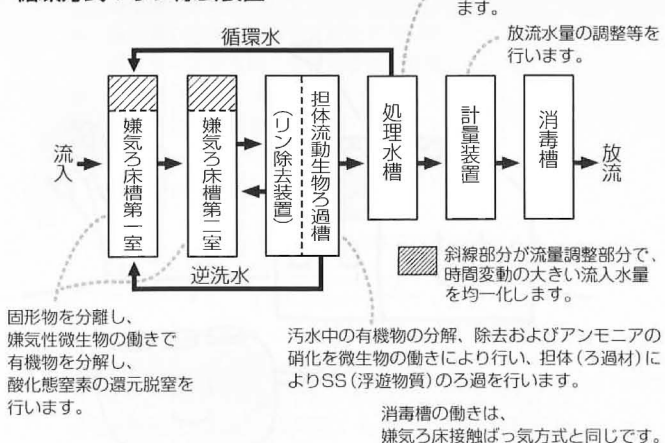 ます。
放流水量の調整等を
行います。
循環水
流入
嫌気ろ床槽第一室
嫌気ろ床槽第二室
(リン除去装置)
担体流動生物ろ過槽
処理水槽
計量装置
消毒槽
放流
逆洗水
斜線部分が流量調整部分で、
時間変動の大きい流入水量
を均一化します。
固形物を分離し、
嫌気性微生物の働きで
有機物を分解し、
酸化態窒素の還元脱窒を
行います。
汚水中の有機物の分解、除去およびアンモニアの
硝化を微生物の働きにより行い、担体(ろ過材)に
よりSS(浮遊物質)のろ過を行います。
消毒槽の働きは、
嫌気ろ床接触ばっ気方式と同じです。